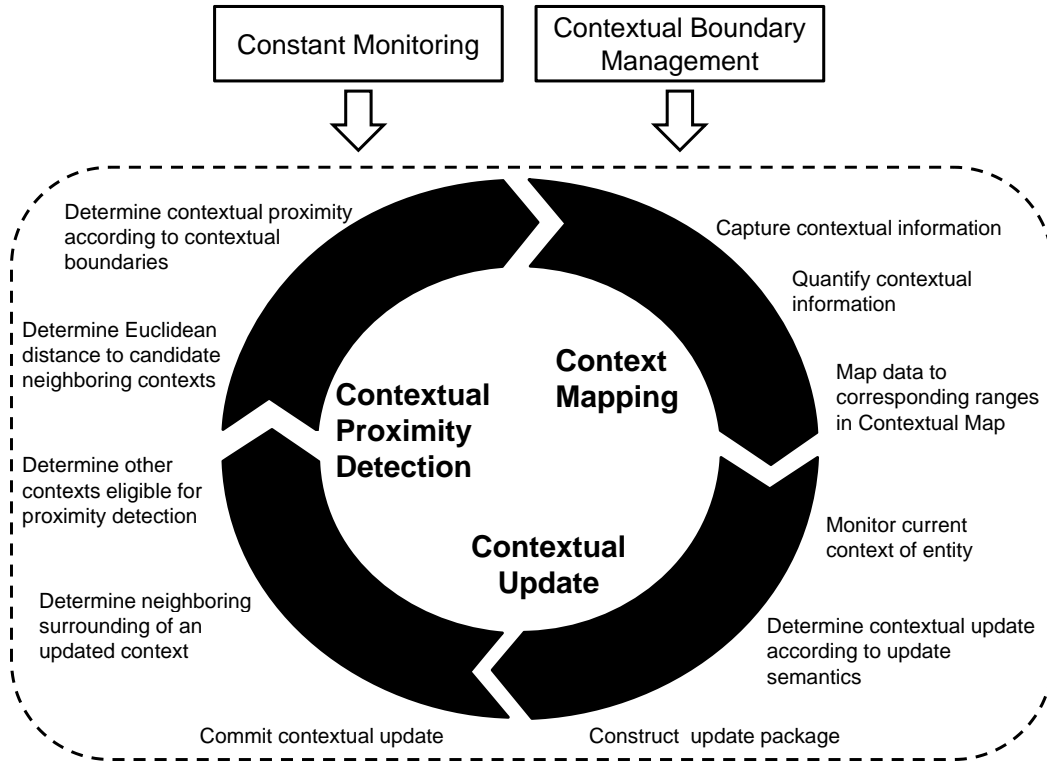 Constant Monitoring
Contextual Boundary
Management
Determine contextual proximity
according to contextual
boundaries
Capture contextual information
Quantify contextual
information
Determine Euclidean
distance to candidate
neighboring contexts
Context
Mapping
Map data to
corresponding ranges
in Contextual Map
Contextual
Proximity
Detection
Determine other
contexts eligible for
proximity detection
Monitor current
context of entity
Contextual
Update
Determine neighboring
surrounding of an
updated context
Determine contextual update
according to update
semantics
Commit contextual update
Construct update package